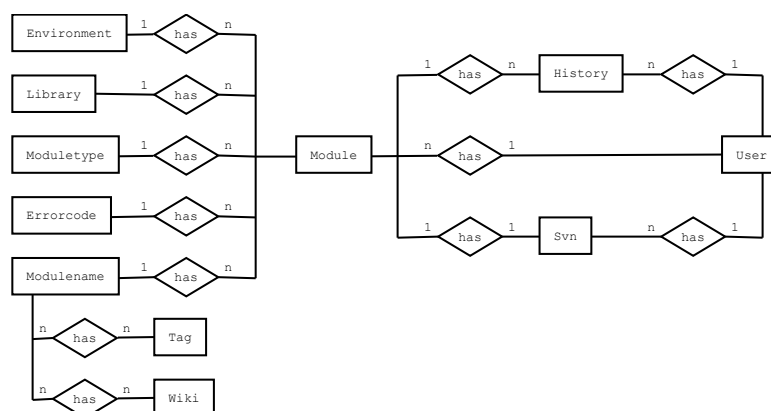 Environment 1 has n
Library 1 has n
Moduletype 1 has n
Errorcode 1 has n
Modulename 1 has n
n has n Tag
n has n Wiki
Module
1 has n History n has 1
n has 1 User
1 has 1 Svn n has 1